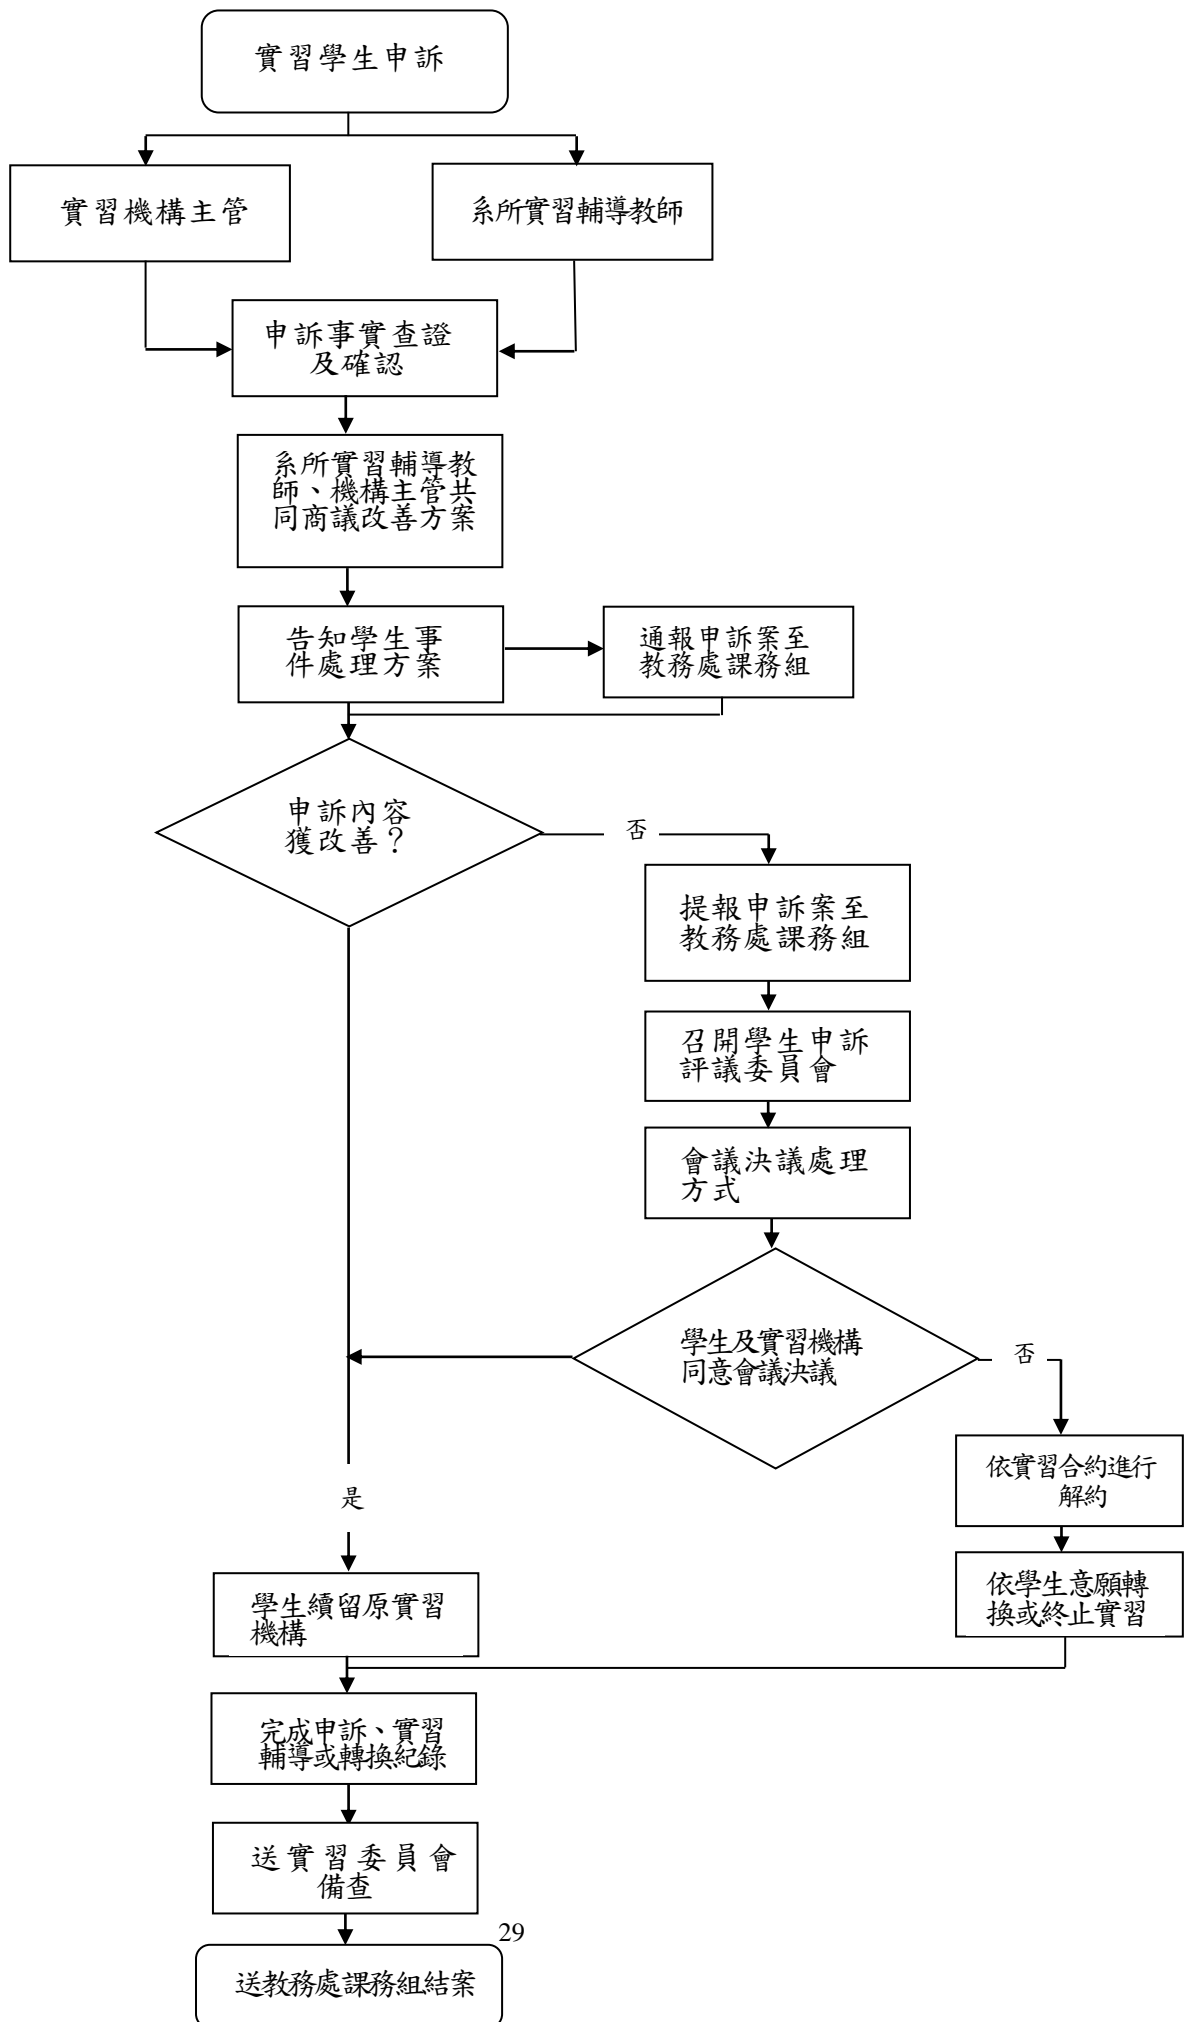 實習學生申訴
實習機構主管
系所實習輔導教師
申訴事實查證
及確認
系所實習輔導教
師、機構主管共
同商議改善方案
告知學生事
件處理方案
通報申訴案至
教務處課務組
申訴內容
獲改善？
否
提報申訴案至
教務處課務組
召開學生申訴
評議委員會
會議決議處理
方式
學生及實習機構
同意會議決議
否
依實習合約進行
解約
是
依學生意願轉
換或終止實習
學生續留原實習
機構
完成申訴、實習
輔導或轉換紀錄
送實習委員會
備查
29
送教務處課務組結案